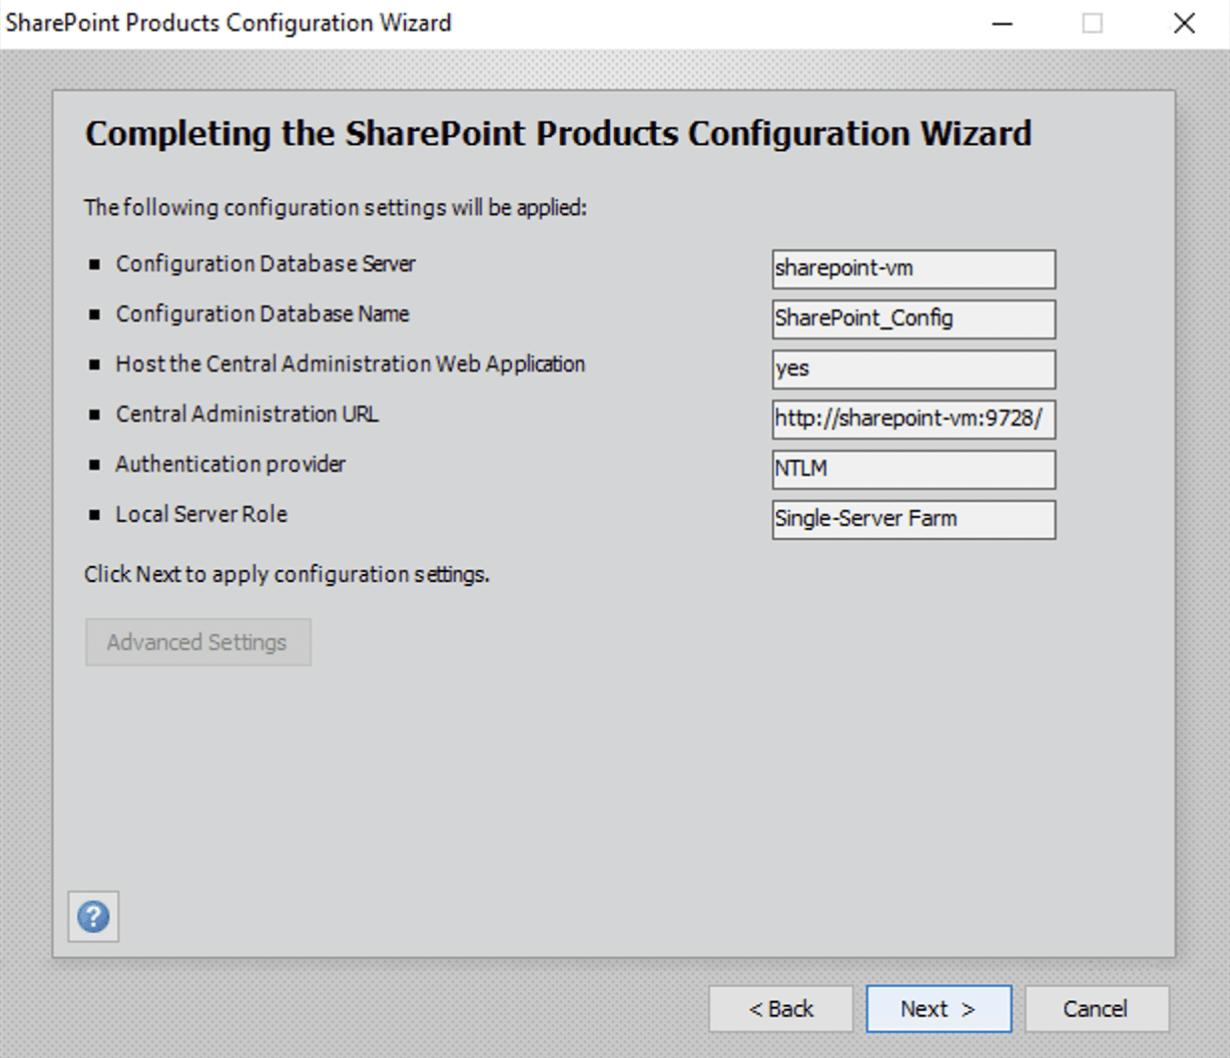 SharePoint Products Configuration Wizard
Completing the SharePoint Products Configuration Wizard
The following configuration settings will be applied:
Configuration Database Server sharepoint-vm
Configuration Database Name SharePoint_Config
Host the Central Administration Web Application yes
Central Administration URL http://sharepoint-vm:9728/
Authentication provider NTLM
Local Server Role Single-Server Farm
Click Next to apply configuration settings.
Advanced Settings
?
< Back Next > Cancel